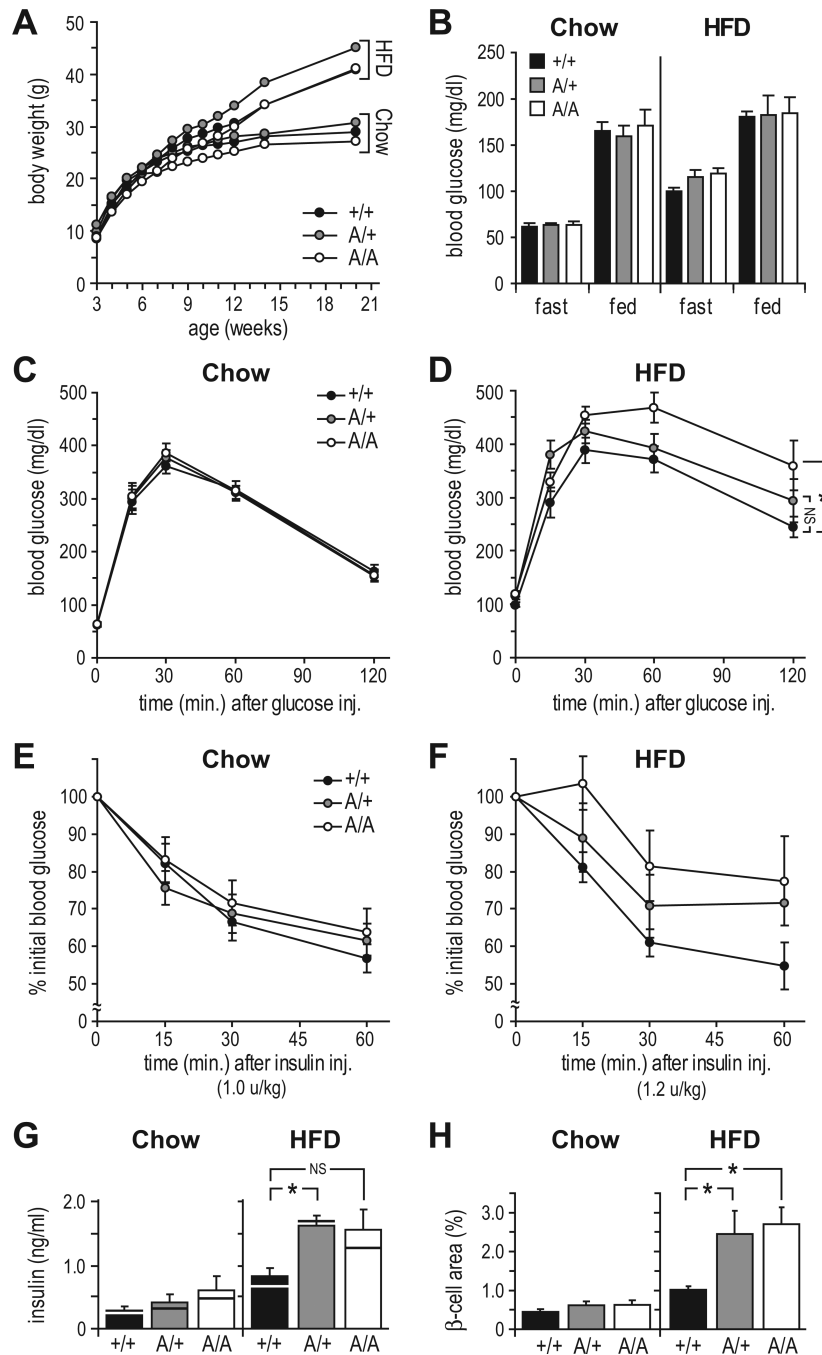 A
body weight (g)
50
40
30
20
10
0
3 6 9 12 15 18 21
age (weeks)
HFD
Chow
+/+
A/+
A/A
B
Chow HFD
blood glucose (mg/dl)
250
200
150
100
50
0
+/+
A/+
A/A
fast fed fast fed
C
Chow
blood glucose (mg/dl)
500
400
300
200
100
0
+/+
A/+
A/A
0 30 60 90 120
time (min.) after glucose inj.
D
HFD
blood glucose (mg/dl)
500
400
300
200
100
0
NS
0 30 60 90 120
time (min.) after glucose inj.
E
Chow
% initial blood glucose
100
90
80
70
60
50
0
+/+
A/+
A/A
0 15 30 45 60
time (min.) after insulin inj.
(1.0 u/kg)
F
HFD
% initial blood glucose
100
90
80
70
60
50
0
0 15 30 45 60
time (min.) after insulin inj.
(1.2 u/kg)
G
Chow HFD
insulin (ng/ml)
2.0
1.0
0
NS
*
+/+ A/+ A/A +/+ A/+ A/A
H
Chow HFD
β-cell area (%)
3.0
2.0
1.0
0
*
*
+/+ A/+ A/A +/+ A/+ A/A